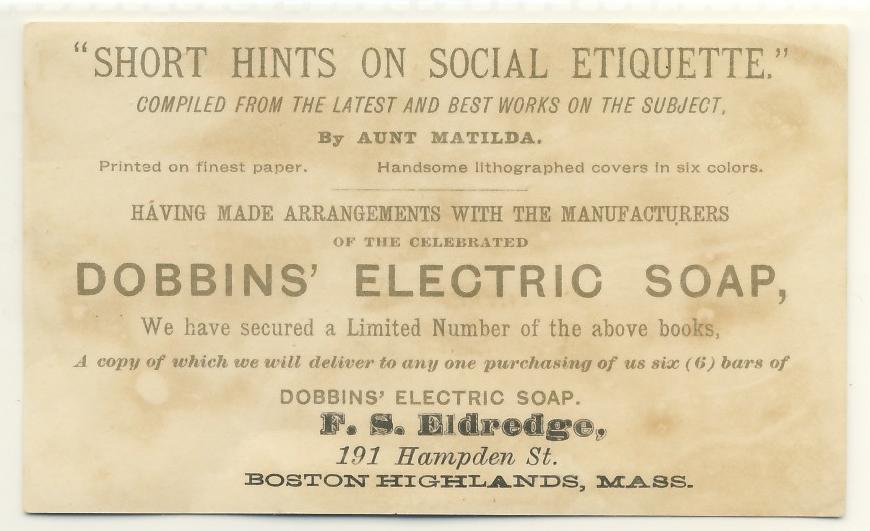 “SHORT HINTS ON SOCIAL ETIQUETTE.”
COMPILED FROM THE LATEST AND BEST WORKS ON THE SUBJECT,
By AUNT MATILDA.
Printed on finest paper. Handsome lithographed covers in six colors.
HAVING MADE ARRANGEMENTS WITH THE MANUFACTURERS
OF THE CELEBRATED
DOBBINS’ ELECTRIC SOAP,
We have secured a Limited Number of the above books,
A copy of which we will deliver to any one purchasing of us six (6) bars of
DOBBINS’ ELECTRIC SOAP.
F. S. Eldredge,
191 Hampden St.
BOSTON HIGHLANDS, MASS.